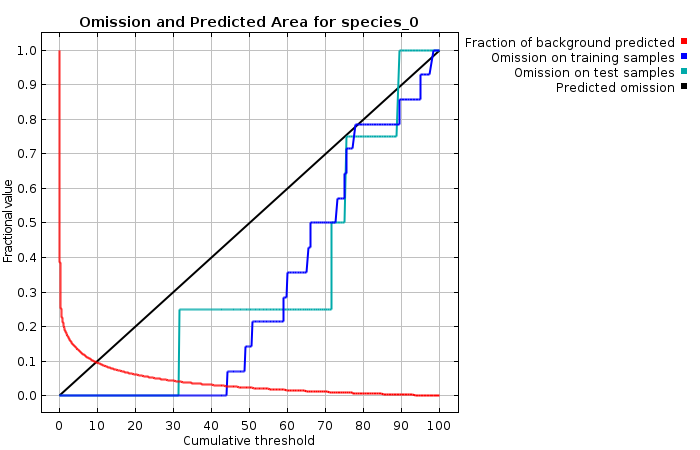 Omission and Predicted Area for species_0
Fraction of background predicted
Omission on training samples
Omission on test samples
Predicted omission
Fractional value
1.0
0.9
0.8
0.7
0.6
0.5
0.4
0.3
0.2
0.1
0.0
0 10 20 30 40 50 60 70 80 90 100
Cumulative threshold